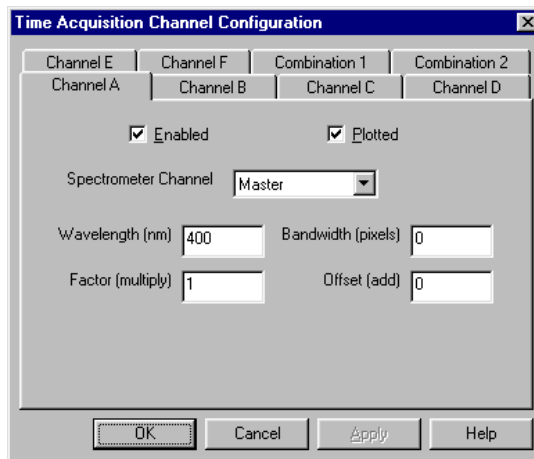 Time Acquisition Channel Configuration
Channel E Channel F Combination 1 Combination 2
Channel A Channel B Channel C Channel D
Enabled Plotted
Spectrometer Channel Master
Wavelength (nm) 400 Bandwidth (pixels) 0
Factor (multiply) 1 Offset (add) 0
OK Cancel Apply Help